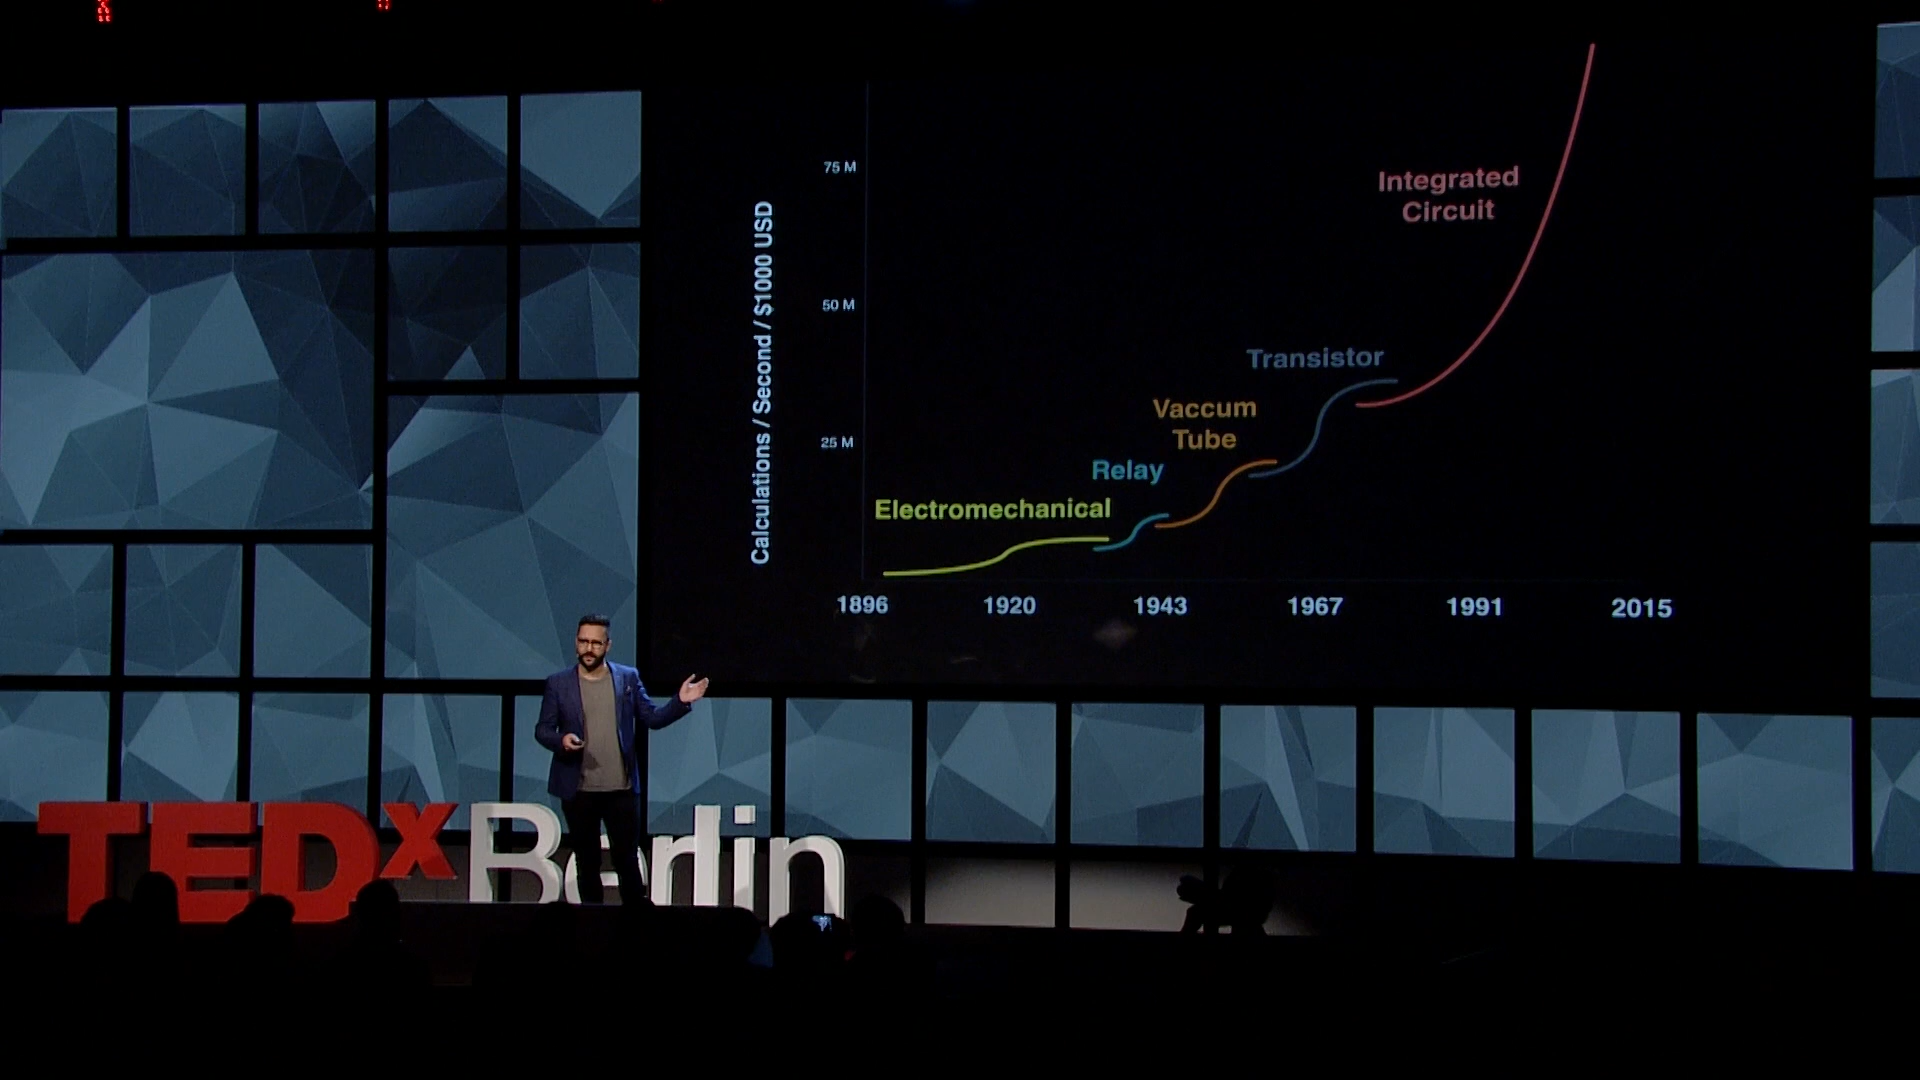 75 M
50 M
25 M
Calculations / Second / $1000 USD
Integrated
Circuit
Transistor
Vaccum
Tube
Relay
Electromechanical
1896 1920 1943 1967 1991 2015
TEDxBerlin